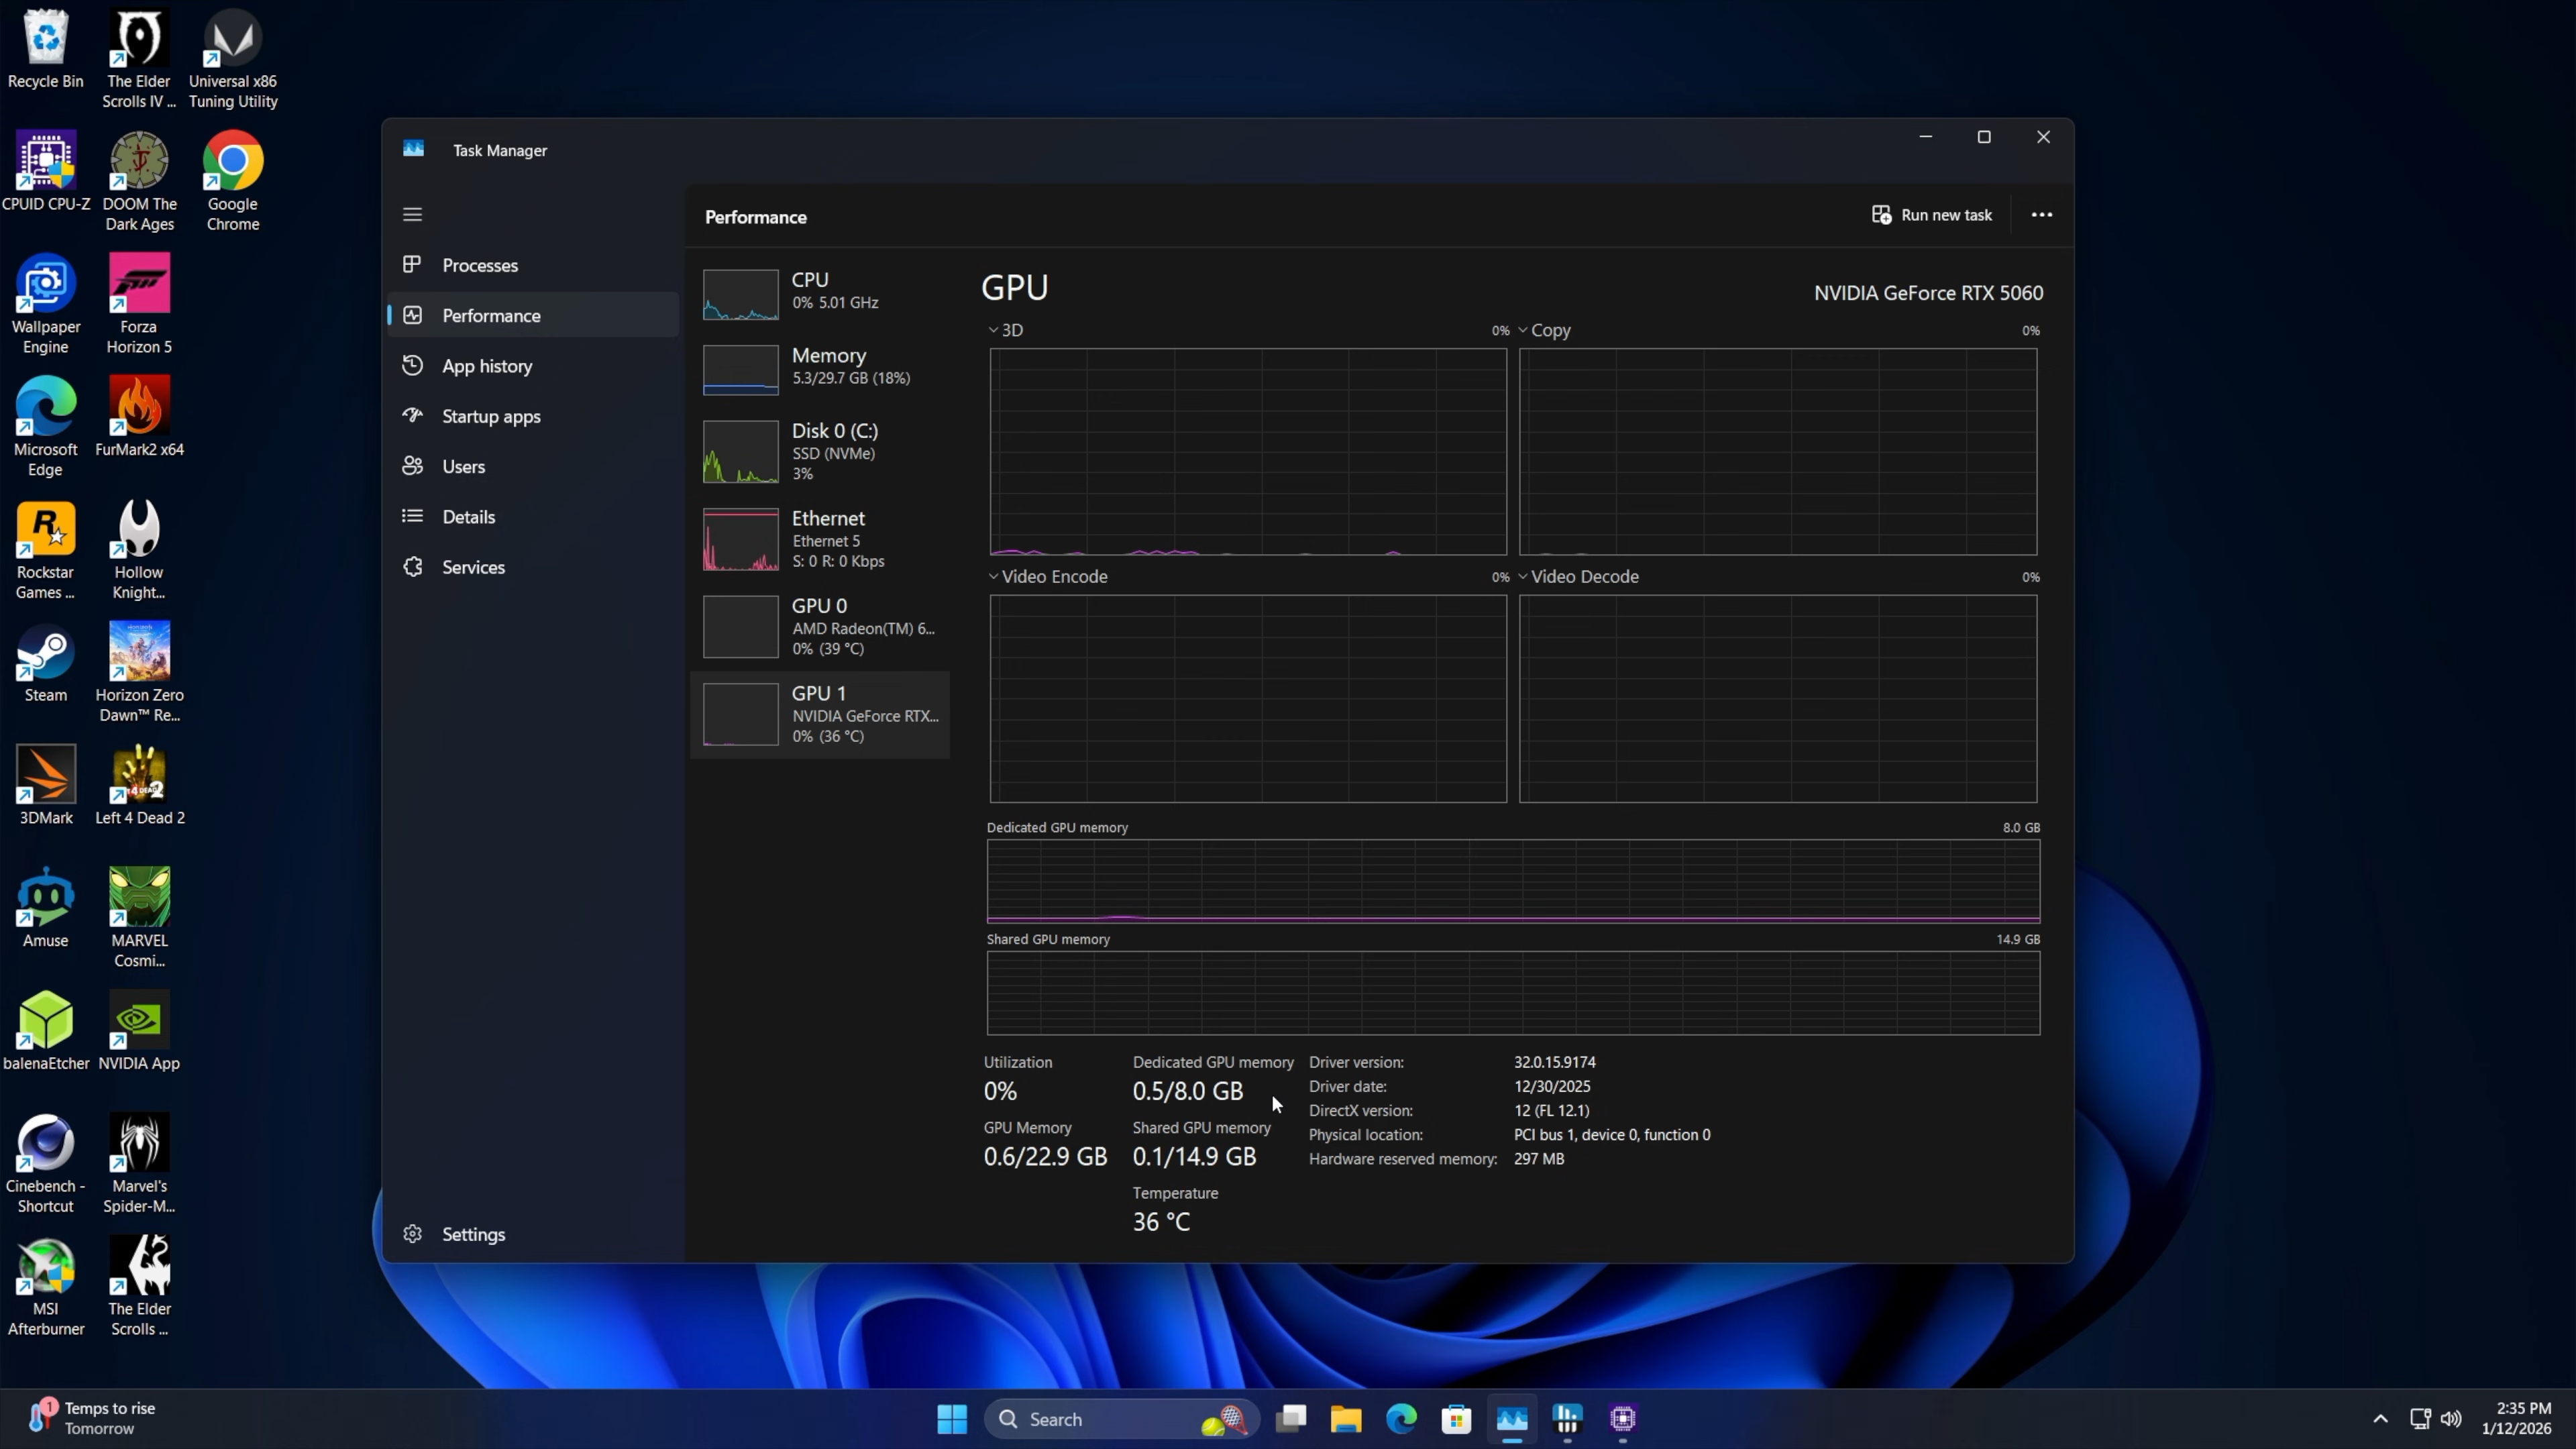 Recycle Bin
The Elder
Scrolls IV ...
Universal x86
Tuning Utility
CPUID CPU-Z
DOOM The
Dark Ages
Google
Chrome
Wallpaper
Engine
Forza
Horizon 5
Microsoft
Edge
FurMark2 x64
Rockstar
Games ...
Hollow
Knight...
Steam
Horizon Zero
Dawn™ Re...
3DMark
Left 4 Dead 2
Amuse
MARVEL
Cosmi...
balenaEtcher
NVIDIA App
Cinebench -
Shortcut
Marvel's
Spider-M...
MSI
Afterburner
The Elder
Scrolls ...
Task Manager
Processes
Performance
App history
Startup apps
Users
Details
Services
Settings
Performance
Run new task
CPU
0% 5.01 GHz
Memory
5.3/29.7 GB (18%)
Disk 0 (C:)
SSD (NVMe)
3%
Ethernet
Ethernet 5
S: 0 R: 0 Kbps
GPU 0
AMD Radeon(TM) 6...
0% (39 °C)
GPU 1
NVIDIA GeForce RTX...
0% (36 °C)
GPU
NVIDIA GeForce RTX 5060
3D 0%
Copy 0%
Video Encode 0%
Video Decode 0%
Dedicated GPU memory 8.0 GB
Shared GPU memory 14.9 GB
Utilization
0%
Dedicated GPU memory
0.5/8.0 GB
GPU Memory
0.6/22.9 GB
Shared GPU memory
0.1/14.9 GB
Temperature
36 °C
Driver version: 32.0.15.9174
Driver date: 12/30/2025
DirectX version: 12 (FL 12.1)
Physical location: PCI bus 1, device 0, function 0
Hardware reserved memory: 297 MB
1
Temps to rise
Tomorrow
Search
2:35 PM
1/12/2026